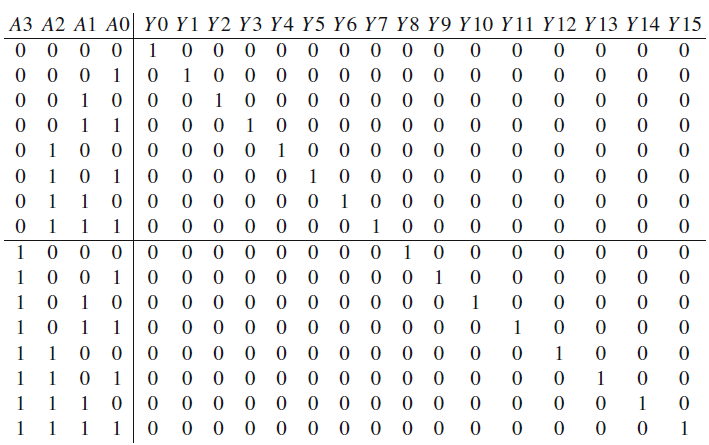 A3 A2 A1 A0 Y0 Y1 Y2 Y3 Y4 Y5 Y6 Y7 Y8 Y9 Y10 Y11 Y12 Y13 Y14 Y15
0 0 0 0 1 0 0 0 0 0 0 0 0 0 0 0 0 0 0 0
0 0 0 1 0 1 0 0 0 0 0 0 0 0 0 0 0 0 0 0
0 0 1 0 0 0 1 0 0 0 0 0 0 0 0 0 0 0 0 0
0 0 1 1 0 0 0 1 0 0 0 0 0 0 0 0 0 0 0 0
0 1 0 0 0 0 0 0 1 0 0 0 0 0 0 0 0 0 0 0
0 1 0 1 0 0 0 0 0 1 0 0 0 0 0 0 0 0 0 0
0 1 1 0 0 0 0 0 0 0 1 0 0 0 0 0 0 0 0 0
0 1 1 1 0 0 0 0 0 0 0 1 0 0 0 0 0 0 0 0
1 0 0 0 0 0 0 0 0 0 0 0 1 0 0 0 0 0 0 0
1 0 0 1 0 0 0 0 0 0 0 0 0 1 0 0 0 0 0 0
1 0 1 0 0 0 0 0 0 0 0 0 0 0 1 0 0 0 0 0
1 0 1 1 0 0 0 0 0 0 0 0 0 0 0 1 0 0 0 0
1 1 0 0 0 0 0 0 0 0 0 0 0 0 0 0 1 0 0 0
1 1 0 1 0 0 0 0 0 0 0 0 0 0 0 0 0 1 0 0
1 1 1 0 0 0 0 0 0 0 0 0 0 0 0 0 0 0 1 0
1 1 1 1 0 0 0 0 0 0 0 0 0 0 0 0 0 0 0 1